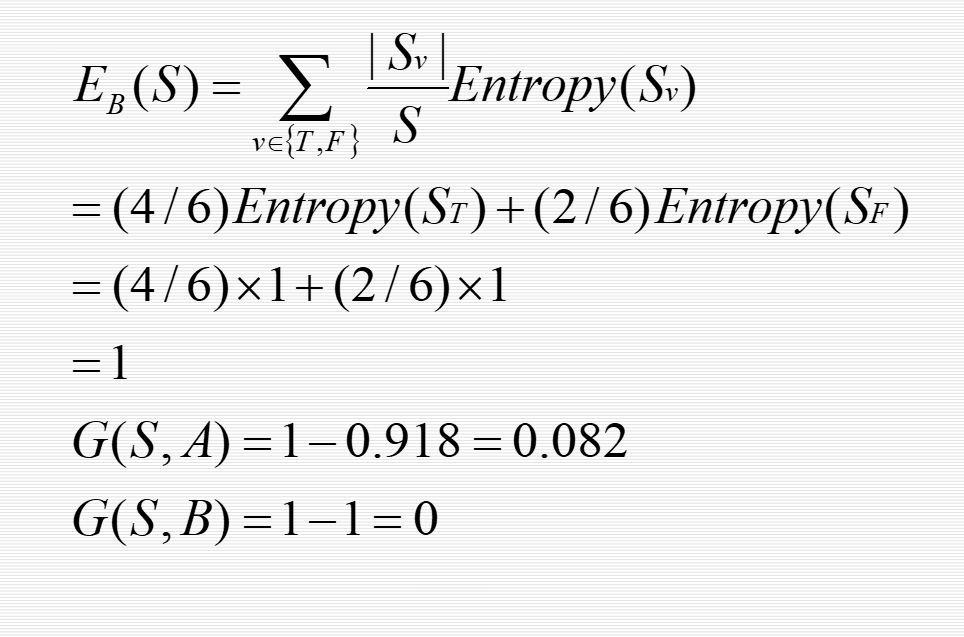 E_B(S) = ∑_{v∈{T,F}} |S_v|/S Entropy(S_v)
= (4/6)Entropy(S_T) + (2/6)Entropy(S_F)
= (4/6)×1+(2/6)×1
= 1
G(S, A) = 1 − 0.918 = 0.082
G(S, B) = 1 − 1 = 0